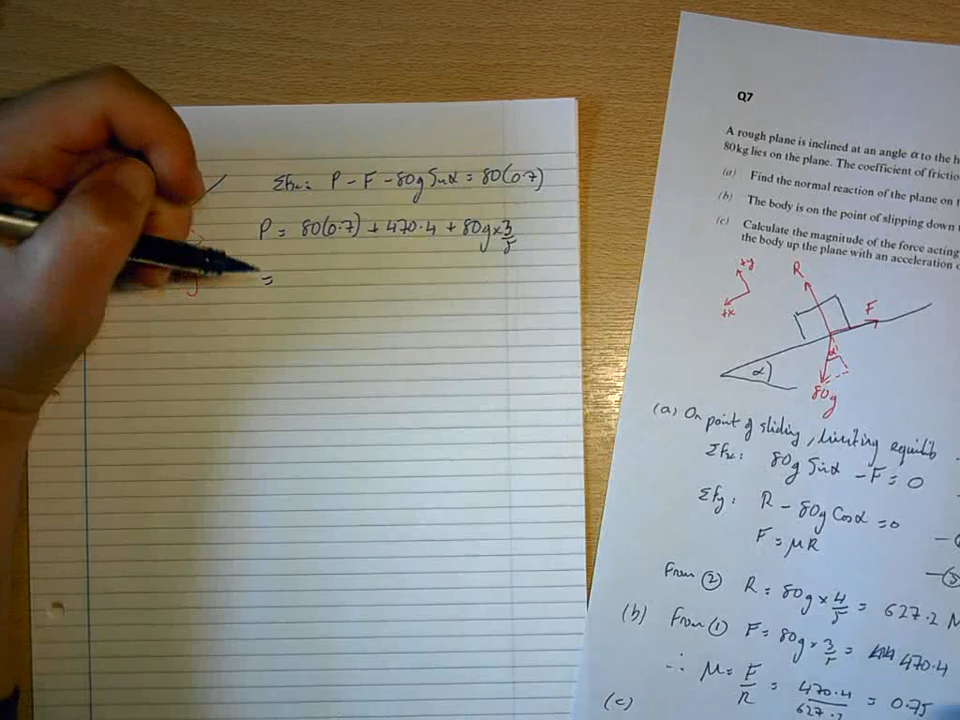 ΣFx: P - F - 80g Sinα = 80(0.7)
P = 80(0.7) + 470.4 + 80g × 3/5
=
Q7
A rough plane is inclined at an angle α to the
80kg lies on the plane. The coefficient of
(a) Find the normal reaction of the plane on
(b) The body is on the point of slipping down
(c) Calculate the magnitude of the force acting
the body up the plane with an acceleration
+y
+x
R
F
α
α
80g
(a) On point of sliding, limiting equilib
ΣFx: 80g Sinα - F = 0
ΣFy: R - 80g Cosα = 0
F = μR
From ② R = 80g × 4/5 = 627.2
(b) From ① F = 80g × 3/5 = 470.4
∴ μ = F/R = 470.4/627.2 = 0.75
(c)